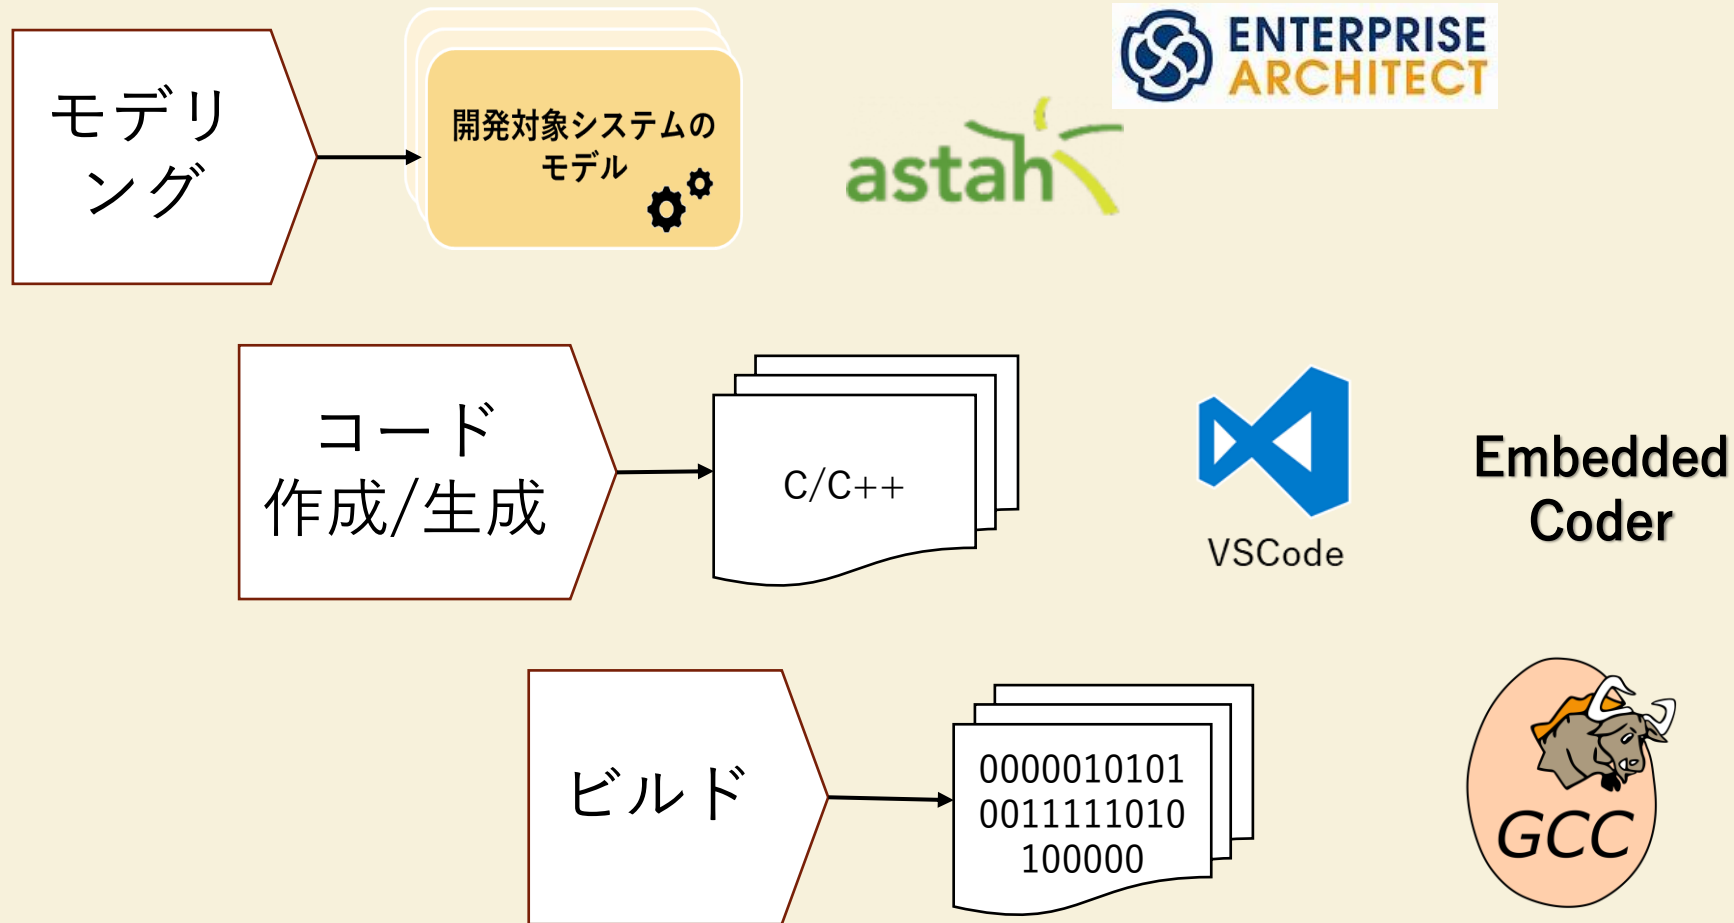 モデリ
ング
開発対象システムの
モデル
astah
ENTERPRISE
ARCHITECT
コード
作成/生成
C/C++
VSCode
Embedded
Coder
ビルド
0000010101
0011111010
100000
GCC